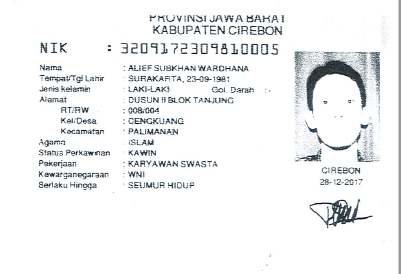 PROVINSI JAWA BARAT
KABUPATEN CIREBON
NIK : 3209172309810005
Nama : ALIEF SUBKHAN WARDHANA
Tempat/Tgl Lahir : SURAKARTA, 23-09-1981
Jenis kelamin : LAKI-LAKI Gol. Darah : -
Alamat : DUSUN II BLOK TANJUNG
RT/RW : 008/004
Kel/Desa : CENGKUANG
Kecamatan : PALIMANAN
Agama : ISLAM
Status Perkawinan : KAWIN
Pekerjaan : KARYAWAN SWASTA
Kewarganegaraan : WNI
Berlaku Hingga : SEUMUR HIDUP
CIREBON
28-12-2017